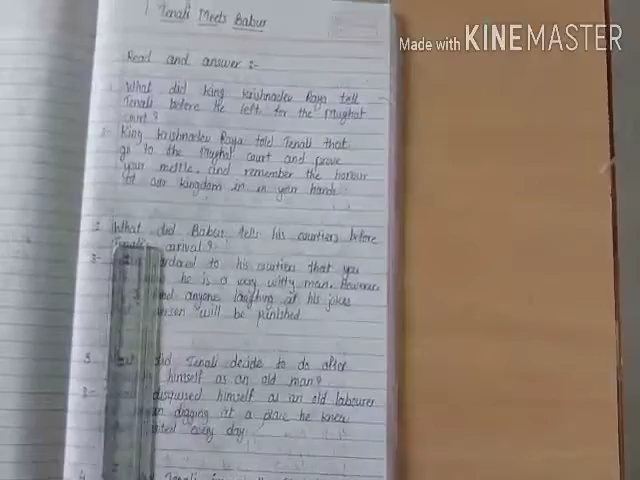 Tenali Meets Babur
Made with KINEMASTER
Read and answer :-
1. What did King Krishnadev Raya tell
Tenali before he left for the Mughal
court ?
King Krishnadev Raya told Tenali that
go to the Mughal court and prove
your mettle, and remember the honour
of our kingdom in in your hands.
2. What did Babur tell his courtiers before
arrival ?
ordered to his courtiers that you
he is a very witty man. However
anyone laughing at his jokes
will be punished
3. did Tenali decide to do after
himself as an old man?
disguised himself as an old labourer
digging at a place he knew
every day.
4.